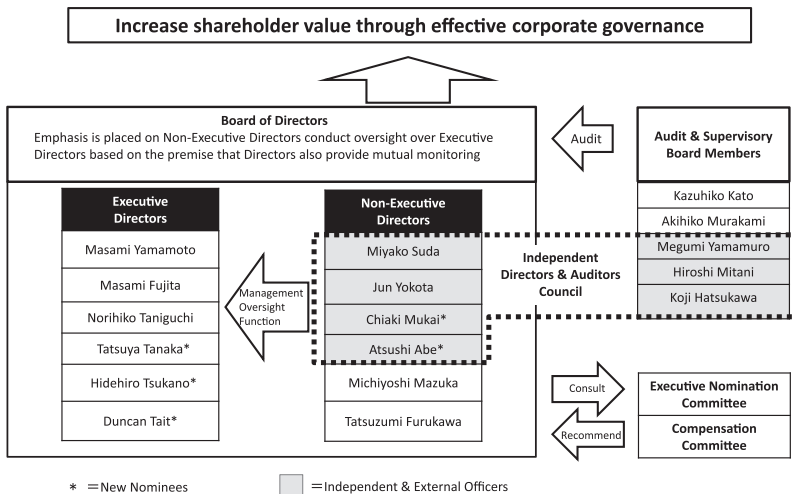 Increase shareholder value through effective corporate governance
Board of Directors
Emphasis is placed on Non-Executive Directors conduct oversight over Executive
Directors based on the premise that Directors also provide mutual monitoring
Audit
Audit & Supervisory
Board Members
Kazuhiko Kato
Akihiko Murakami
Megumi Yamamuro
Hiroshi Mitani
Koji Hatsukawa
Executive
Directors
Masami Yamamoto
Masami Fujita
Norihiko Taniguchi
Tatsuya Tanaka*
Hidehiro Tsukano*
Duncan Tait*
Management
Oversight
Function
Non-Executive
Directors
Miyako Suda
Jun Yokota
Chiaki Mukai*
Atsushi Abe*
Michiyoshi Mazuka
Tatsuzumi Furukawa
Independent
Directors & Auditors
Council
Consult
Recommend
Executive Nomination
Committee
Compensation
Committee
* =New Nominees
=Independent & External Officers